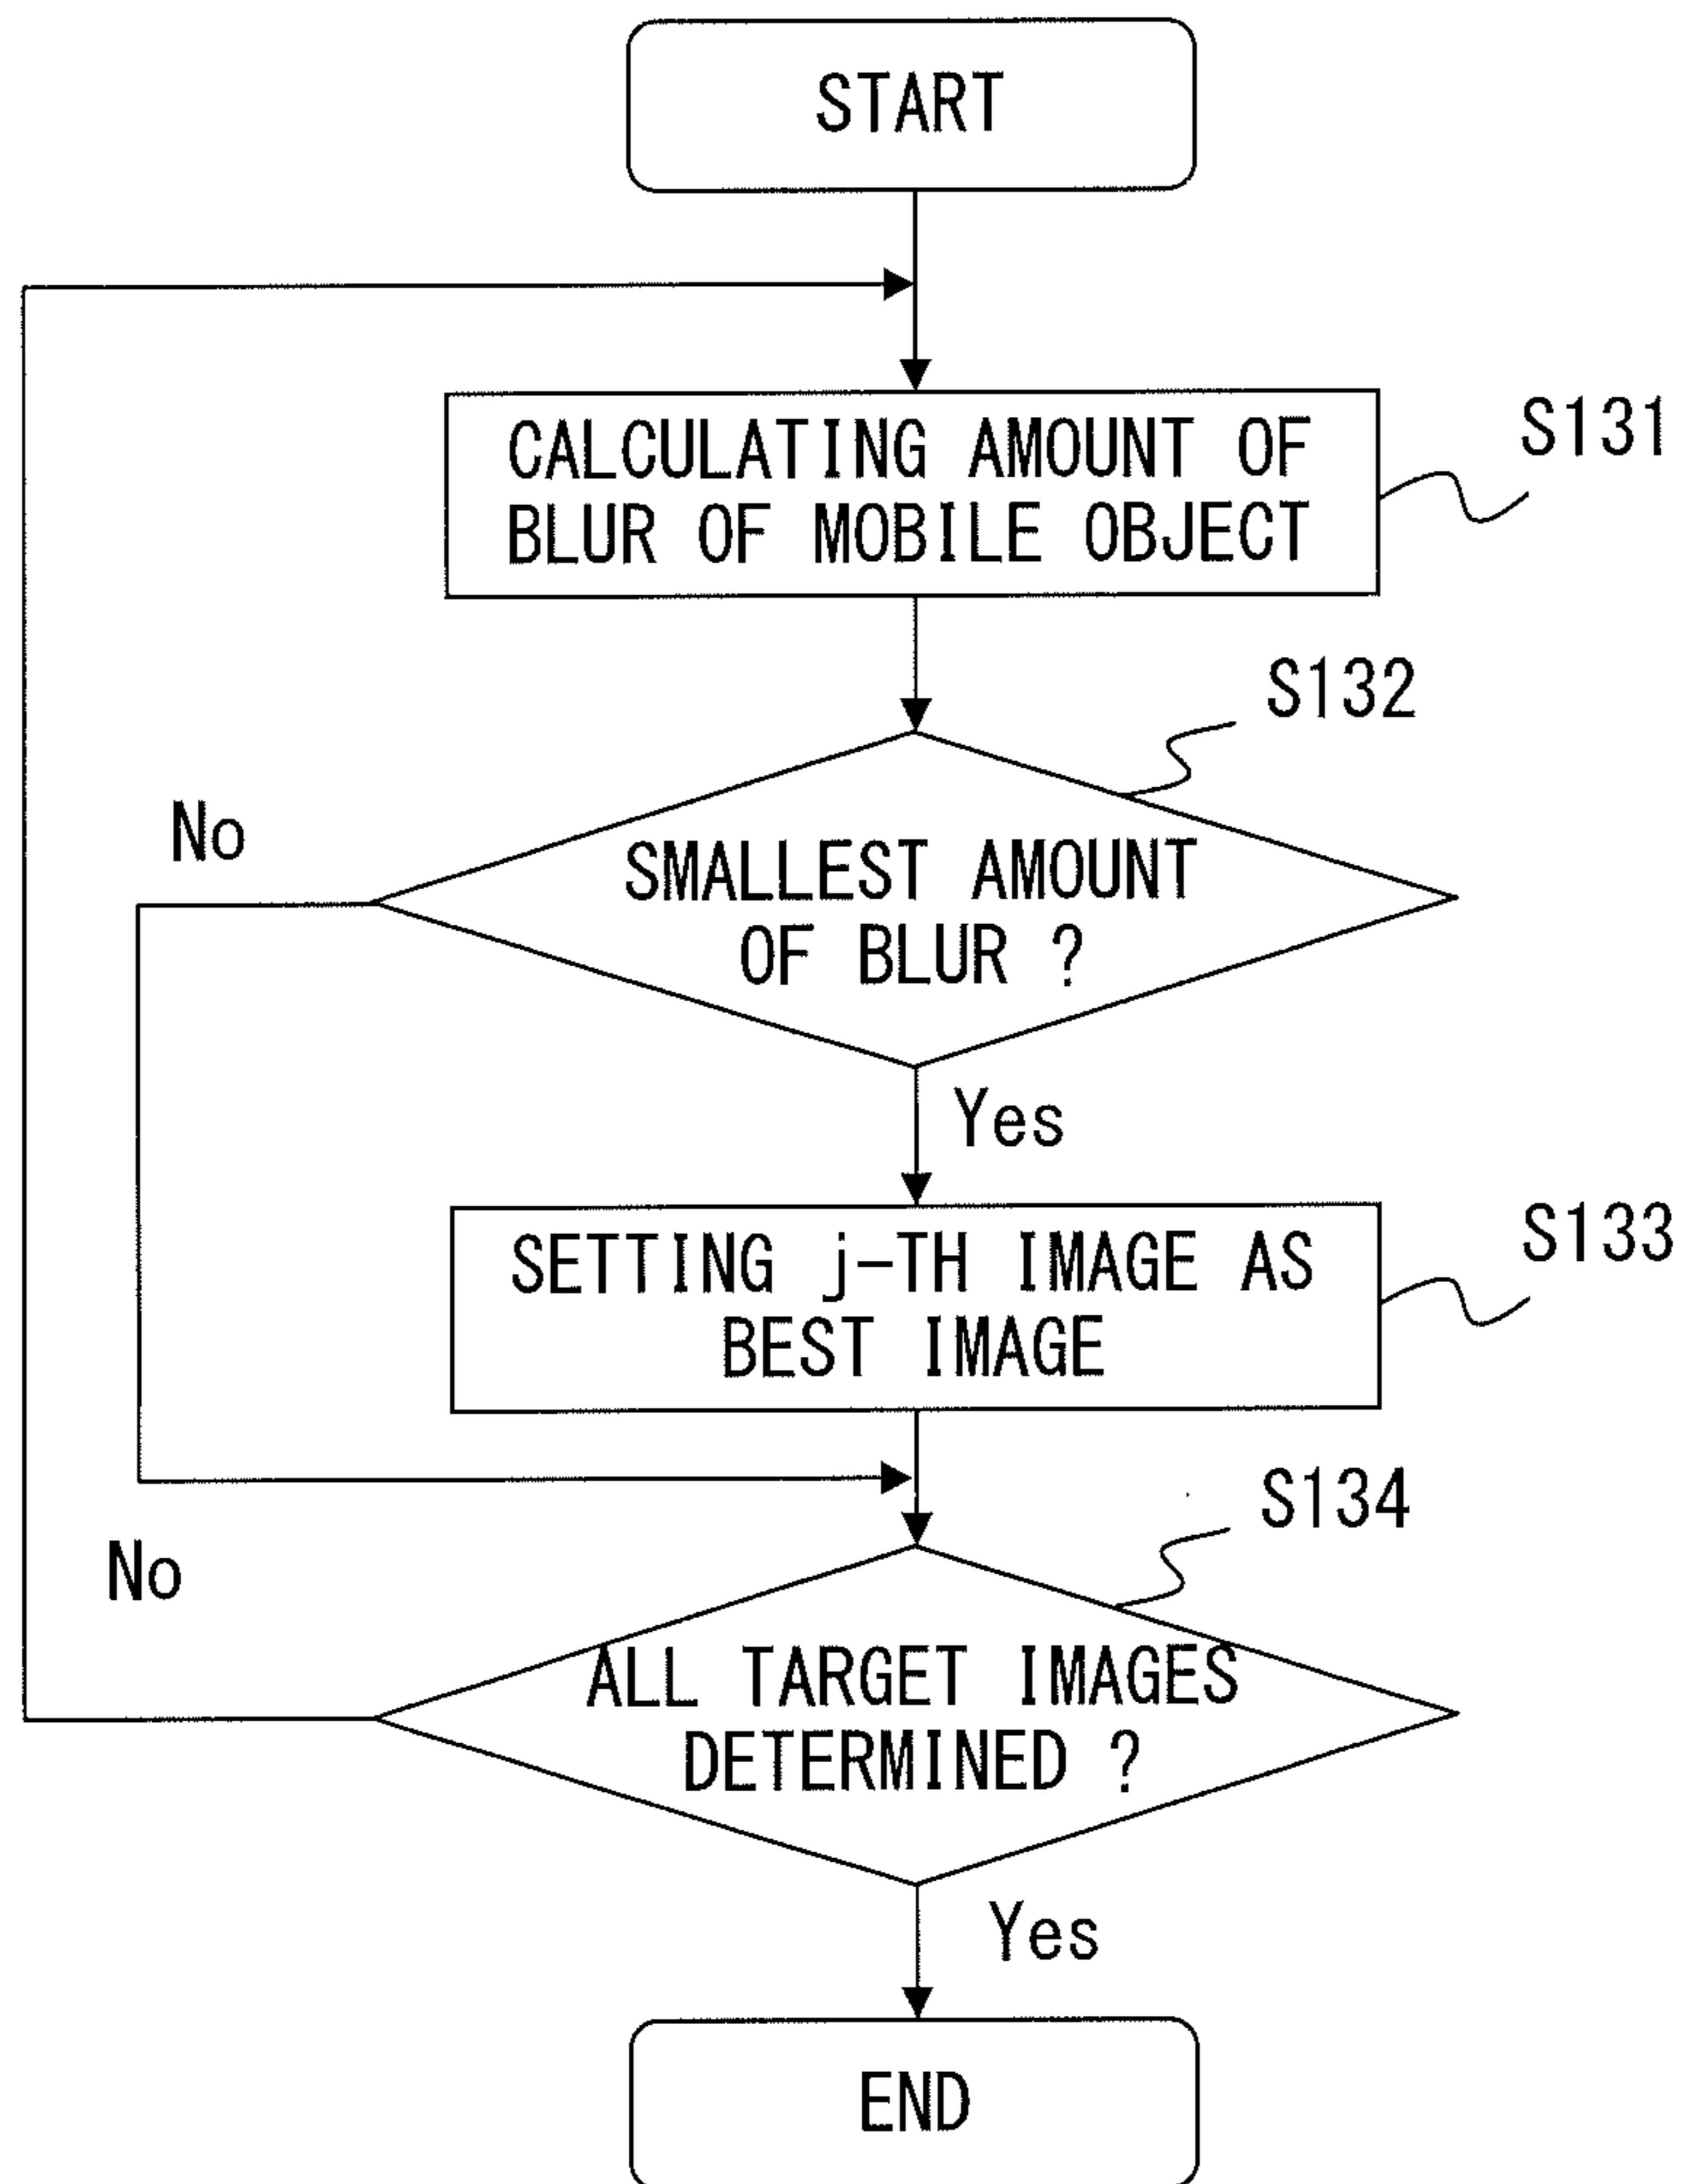 START
CALCULATING AMOUNT OF
BLUR OF MOBILE OBJECT
S131
S132
No
SMALLEST AMOUNT
OF BLUR ?
Yes
SETTING j-TH IMAGE AS
BEST IMAGE
S133
S134
No
ALL TARGET IMAGES
DETERMINED ?
Yes
END